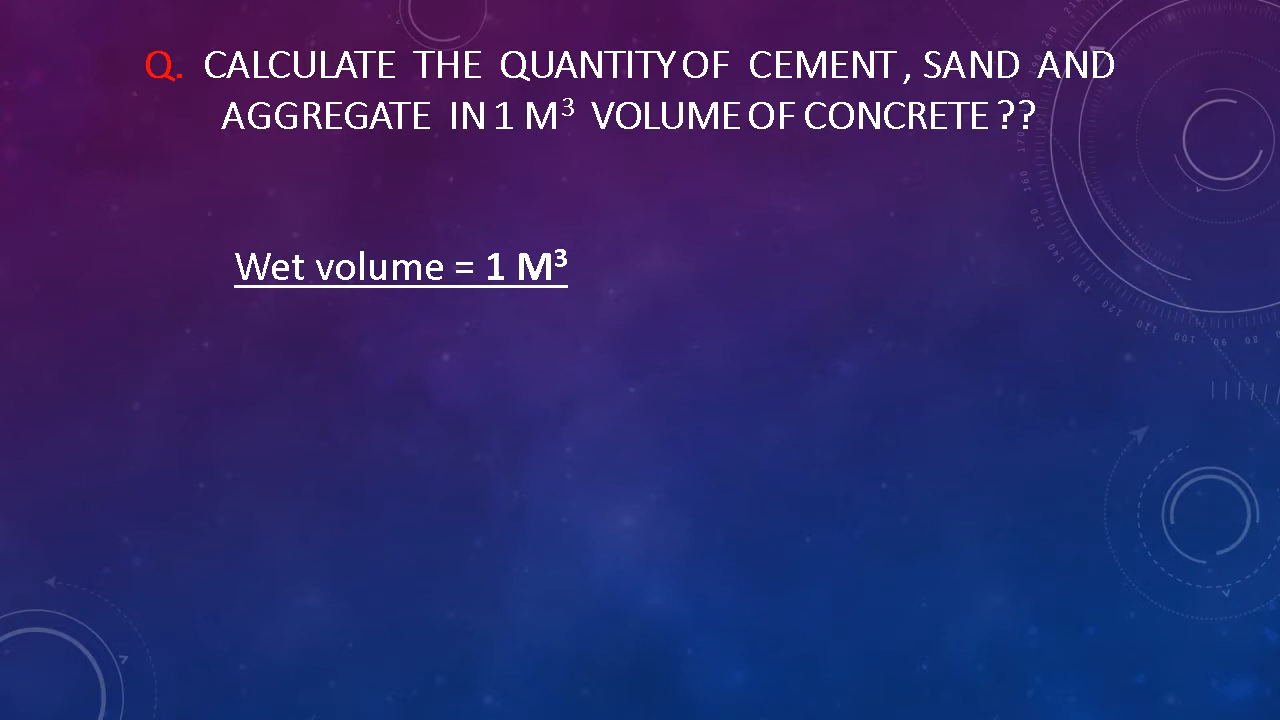 Q. CALCULATE THE QUANTITY OF CEMENT , SAND AND
AGGREGATE IN 1 M³ VOLUME OF CONCRETE ??
Wet volume = 1 M³